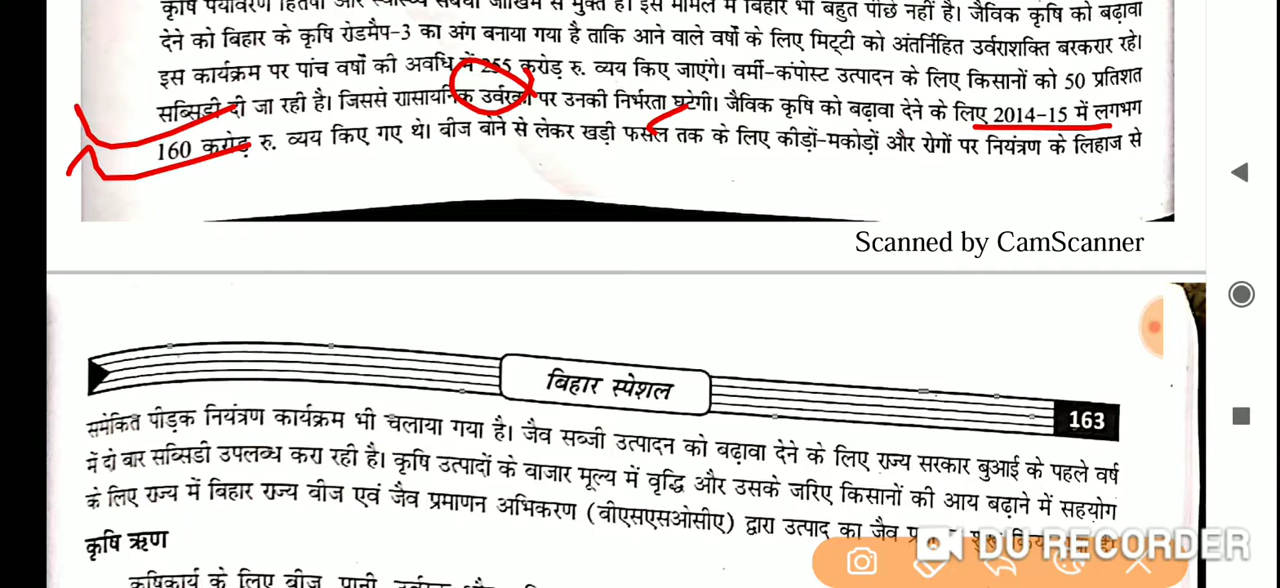 कृषि पर्यावरण हितैषी और स्वास्थ्य संबंधी जोखिम से मुक्त है। इस मामले में बिहार भी बहुत पीछे नहीं है। जैविक कृषि को बढ़ावा
देने को बिहार के कृषि रोडमैप-3 का अंग बनाया गया है ताकि आने वाले वर्षों के लिए मिट्टी को अंतर्निहित उर्वराशक्ति बरकरार रहे।
इस कार्यक्रम पर पांच वर्षों की अवधि में 255 करोड़ रु. व्यय किए जाएंगे। वर्मी-कंपोस्ट उत्पादन के लिए किसानों को 50 प्रतिशत
सब्सिडी दी जा रही है। जिससे रासायनिक उर्वरकों पर उनकी निर्भरता घटेगी। जैविक कृषि को बढ़ावा देने के लिए 2014-15 में लगभग
160 करोड़ रु. व्यय किए गए थे। बीज बोने से लेकर खड़ी फसल तक के लिए कीड़ों-मकोड़ों और रोगों पर नियंत्रण के लिहाज से
Scanned by CamScanner
बिहार स्पेशल
163
समेकित पीड़क नियंत्रण कार्यक्रम भी चलाया गया है। जैव सब्जी उत्पादन को बढ़ावा देने के लिए राज्य सरकार बुआई के पहले वर्ष
में दो बार सब्सिडी उपलब्ध करा रही है। कृषि उत्पादों के बाजार मूल्य में वृद्धि और उसके जरिए किसानों की आय बढ़ाने में सहयोग
के लिए राज्य में बिहार राज्य बीज एवं जैव प्रमाणन अभिकरण (बीएसएसओसीए) द्वारा उत्पाद का जैव
कृषि ऋण
DU RECORDER
कृषिकार्य के लिए बीज, पानी, उर्वरक और